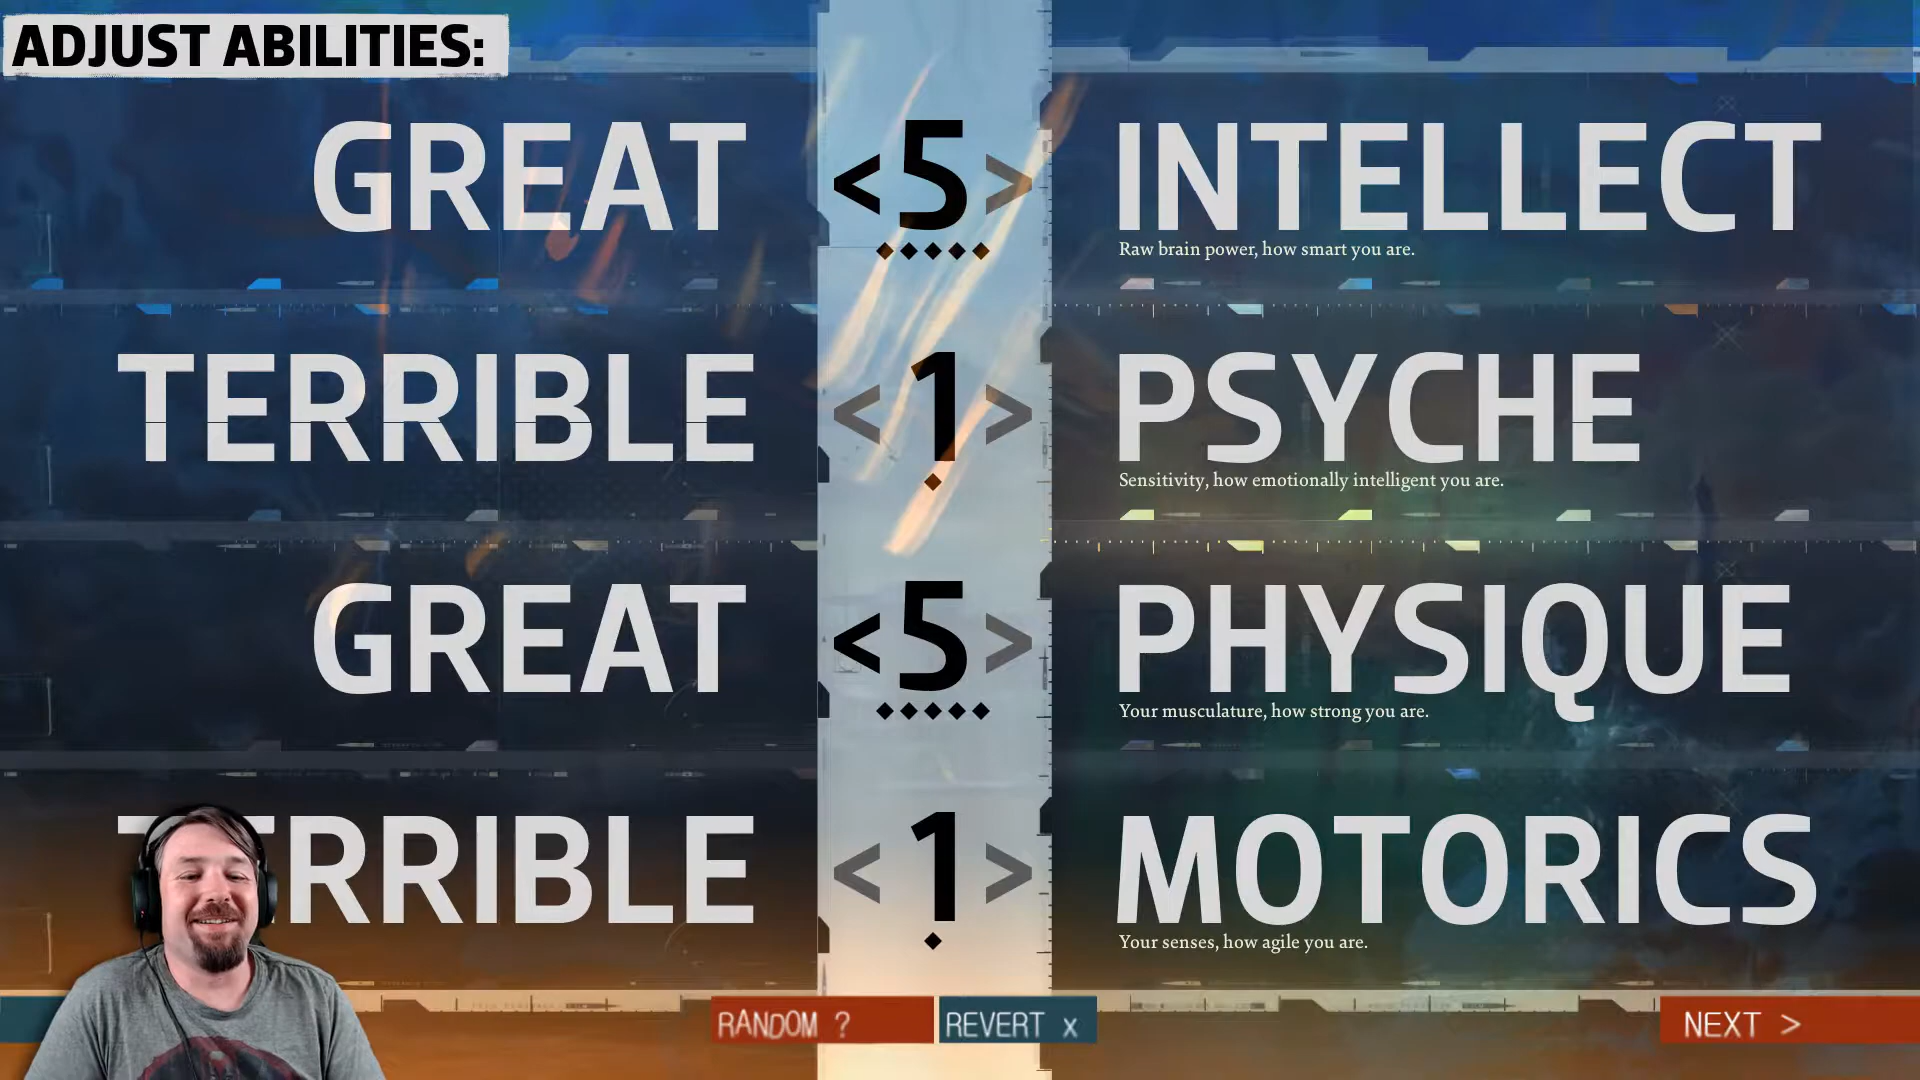 ADJUST ABILITIES:
GREAT <5> INTELLECT
Raw brain power, how smart you are.
TERRIBLE <1> PSYCHE
Sensitivity, how emotionally intelligent you are.
GREAT <5> PHYSIQUE
Your musculature, how strong you are.
TERRIBLE <1> MOTORICS
Your senses, how agile you are.
RANDOM ? REVERT x NEXT >